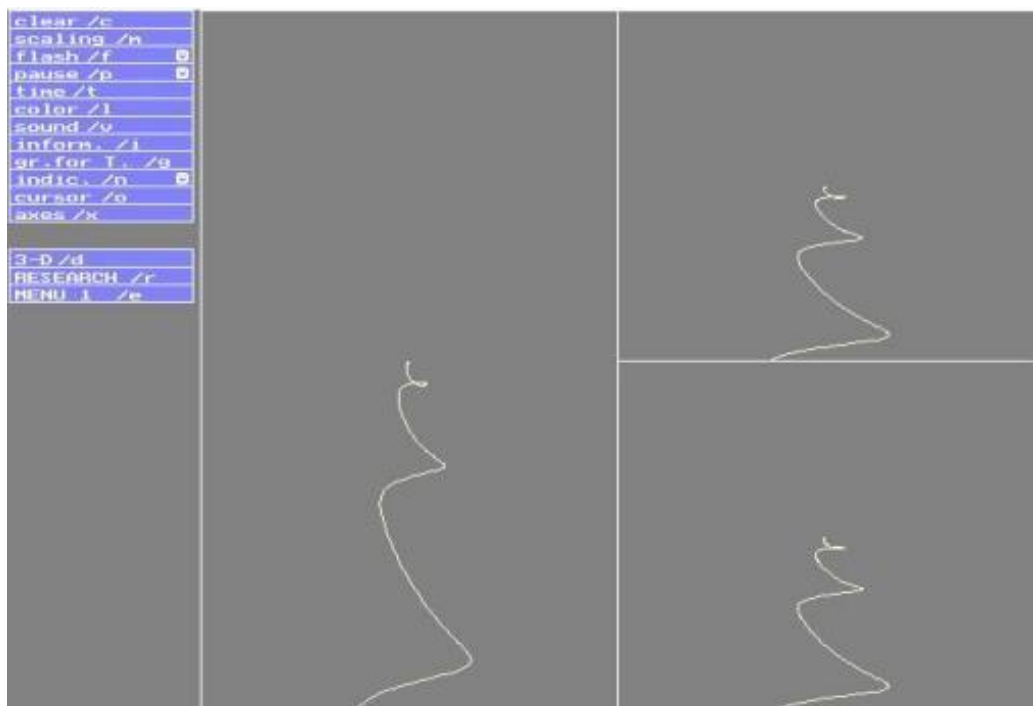 clear /c
scaling /m
flash /f
pause /p
time /t
color /l
sound /v
inform. /i
gr.for T. /g
indic. /n
cursor /o
axes /x
3-D /d
RESEARCH /r
MENU 1 /e